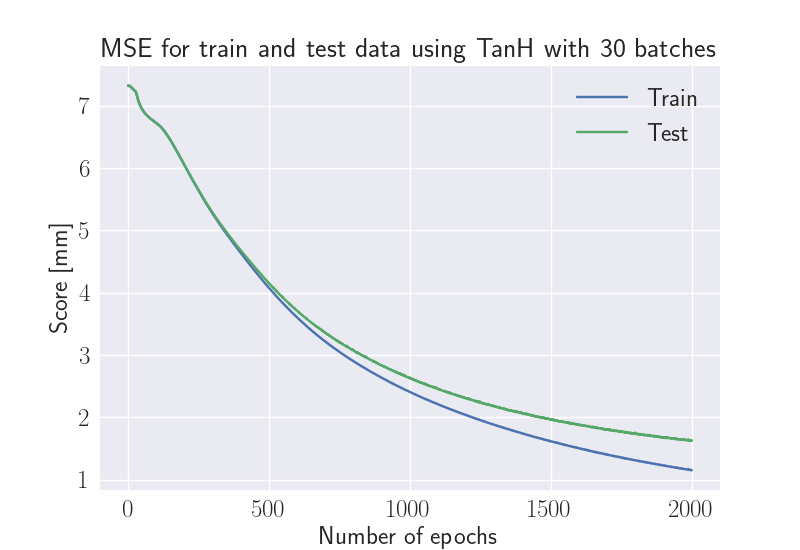 MSE for train and test data using TanH with 30 batches
Train
Test
7
6
5
4
3
2
1
Score [mm]
0 500 1000 1500 2000
Number of epochs